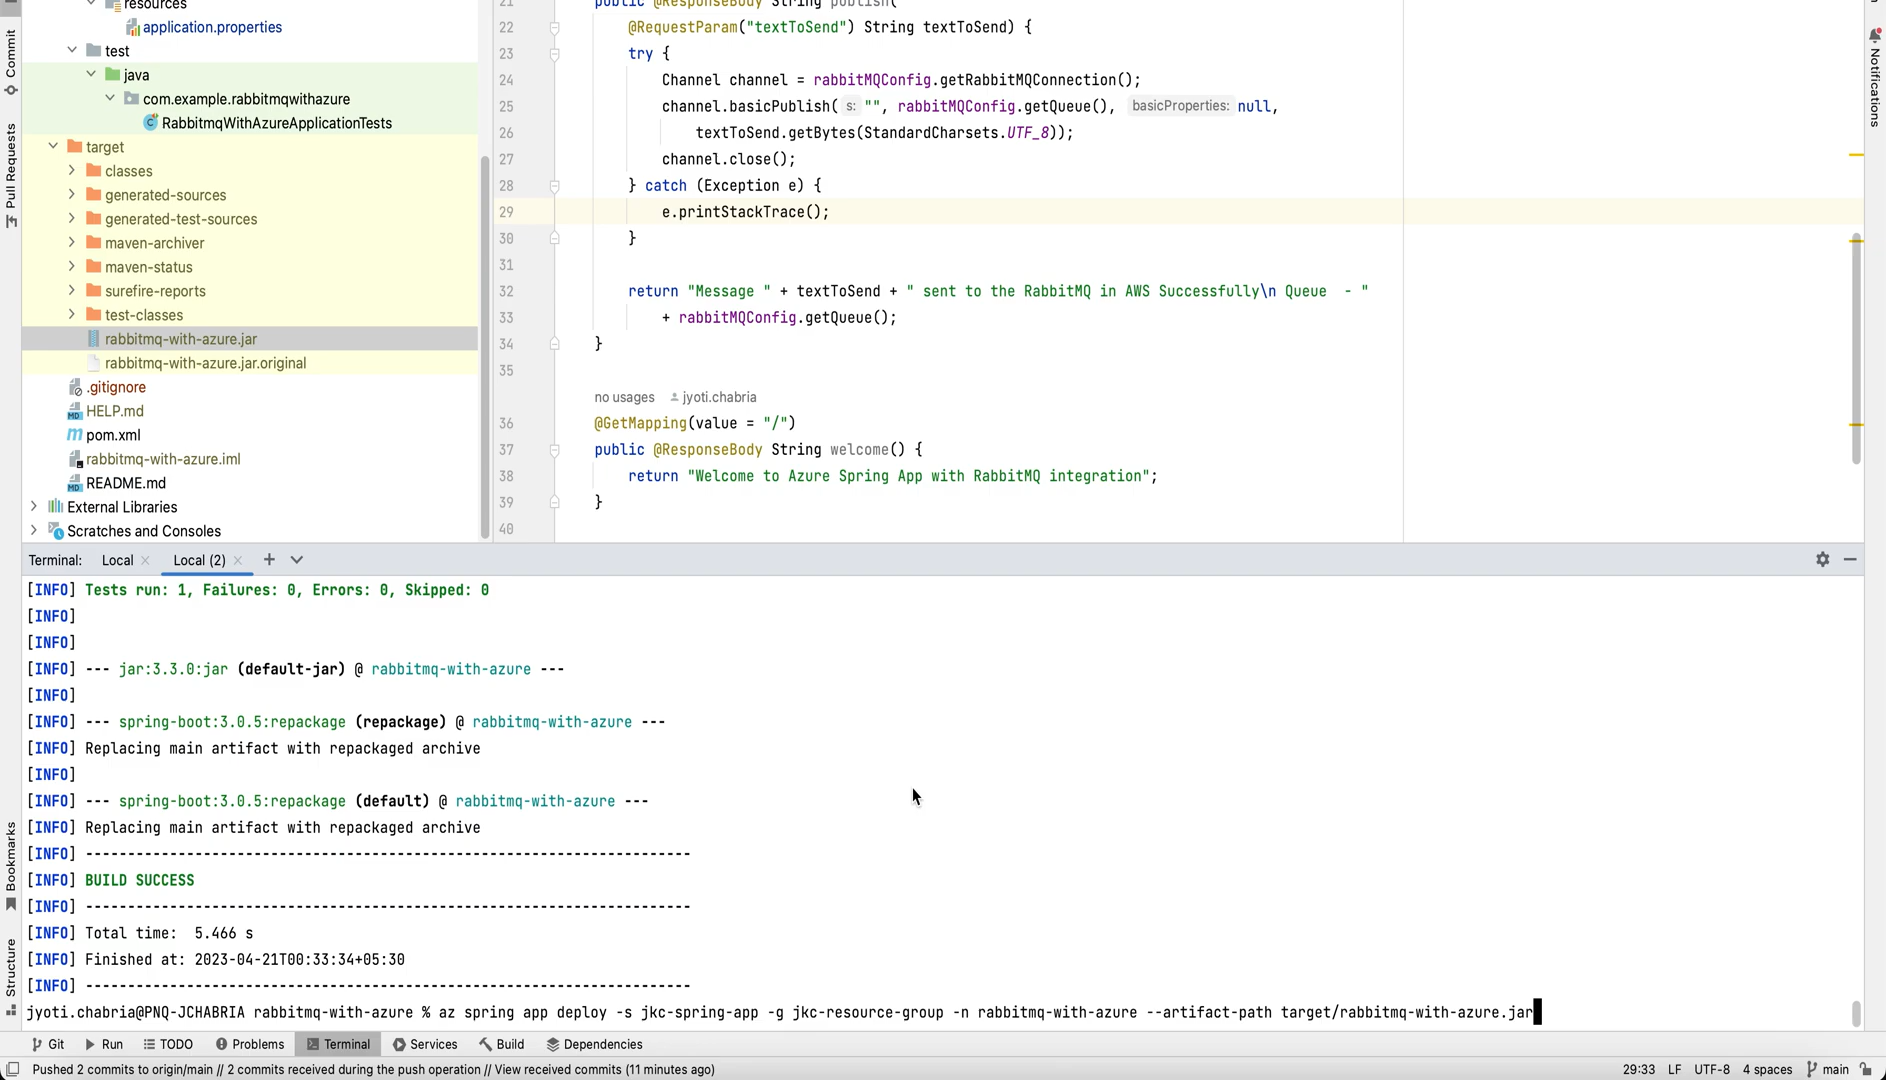 resources
application.properties
test
java
com.example.rabbitmqwithazure
RabbitmqWithAzureApplicationTests
target
classes
generated-sources
generated-test-sources
maven-archiver
maven-status
surefire-reports
test-classes
rabbitmq-with-azure.jar
rabbitmq-with-azure.jar.original
.gitignore
HELP.md
pom.xml
rabbitmq-with-azure.iml
README.md
External Libraries
Scratches and Consoles
Commit
Pull Requests
Bookmarks
Structure
Notifications
21 public @ResponseBody String publish(
22 @RequestParam("textToSend") String textToSend) {
23 try {
24 Channel channel = rabbitMQConfig.getRabbitMQConnection();
25 channel.basicPublish( s: "", rabbitMQConfig.getQueue(), basicProperties: null,
26 textToSend.getBytes(StandardCharsets.UTF_8));
27 channel.close();
28 } catch (Exception e) {
29 e.printStackTrace();
30 }
31
32 return "Message " + textToSend + " sent to the RabbitMQ in AWS Successfully\n Queue  - "
33 + rabbitMQConfig.getQueue();
34 }
35
no usages jyoti.chabria
36 @GetMapping(value = "/")
37 public @ResponseBody String welcome() {
38 return "Welcome to Azure Spring App with RabbitMQ integration";
39 }
40
Terminal: Local Local (2)
[INFO] Tests run: 1, Failures: 0, Errors: 0, Skipped: 0
[INFO]
[INFO]
[INFO] --- jar:3.3.0:jar (default-jar) @ rabbitmq-with-azure ---
[INFO]
[INFO] --- spring-boot:3.0.5:repackage (repackage) @ rabbitmq-with-azure ---
[INFO] Replacing main artifact with repackaged archive
[INFO]
[INFO] --- spring-boot:3.0.5:repackage (default) @ rabbitmq-with-azure ---
[INFO] Replacing main artifact with repackaged archive
[INFO] ------------------------------------------------------------------------
[INFO] BUILD SUCCESS
[INFO] ------------------------------------------------------------------------
[INFO] Total time:  5.466 s
[INFO] Finished at: 2023-04-21T00:33:34+05:30
[INFO] ------------------------------------------------------------------------
jyoti.chabria@PNQ-JCHABRIA rabbitmq-with-azure % az spring app deploy -s jkc-spring-app -g jkc-resource-group -n rabbitmq-with-azure --artifact-path target/rabbitmq-with-azure.jar
Git Run TODO Problems Terminal Services Build Dependencies
Pushed 2 commits to origin/main // 2 commits received during the push operation // View received commits (11 minutes ago) 29:33 LF UTF-8 4 spaces main